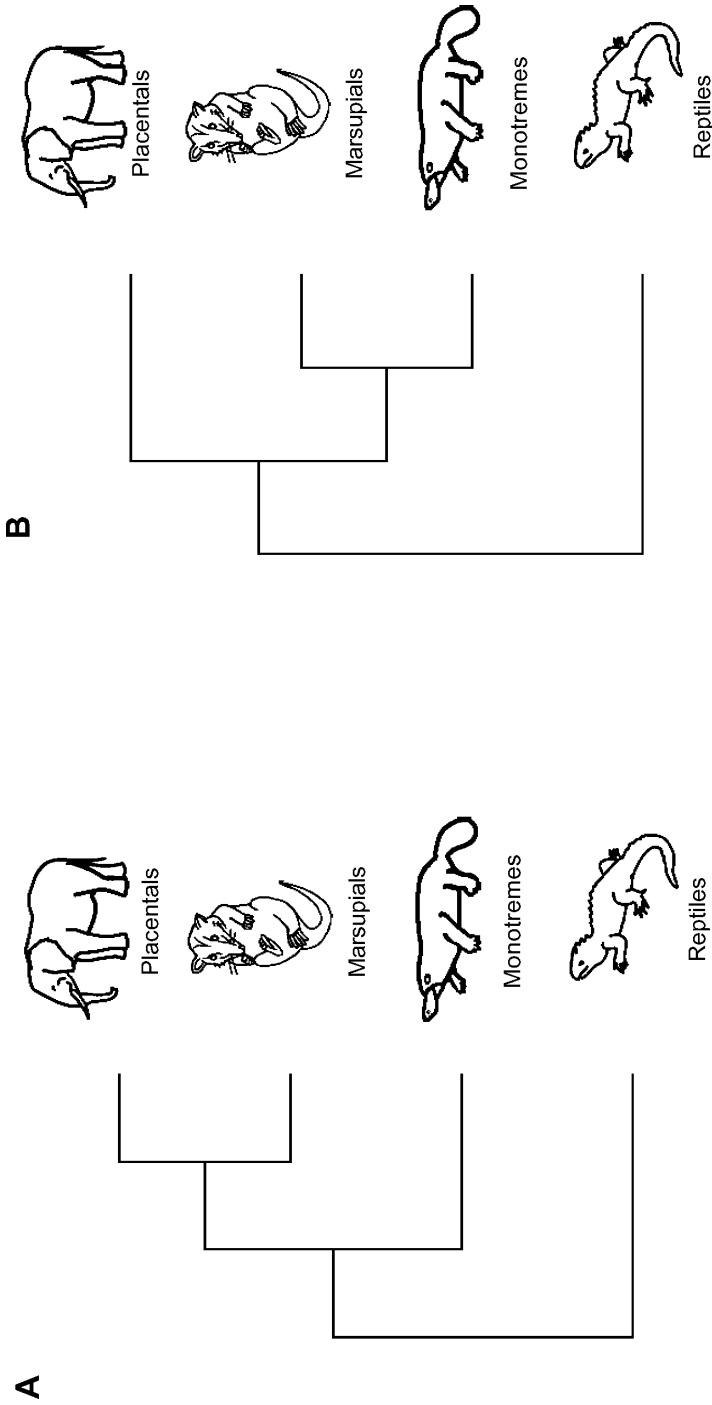 A
Placentals
Marsupials
Monotremes
Reptiles
B
Placentals
Marsupials
Monotremes
Reptiles